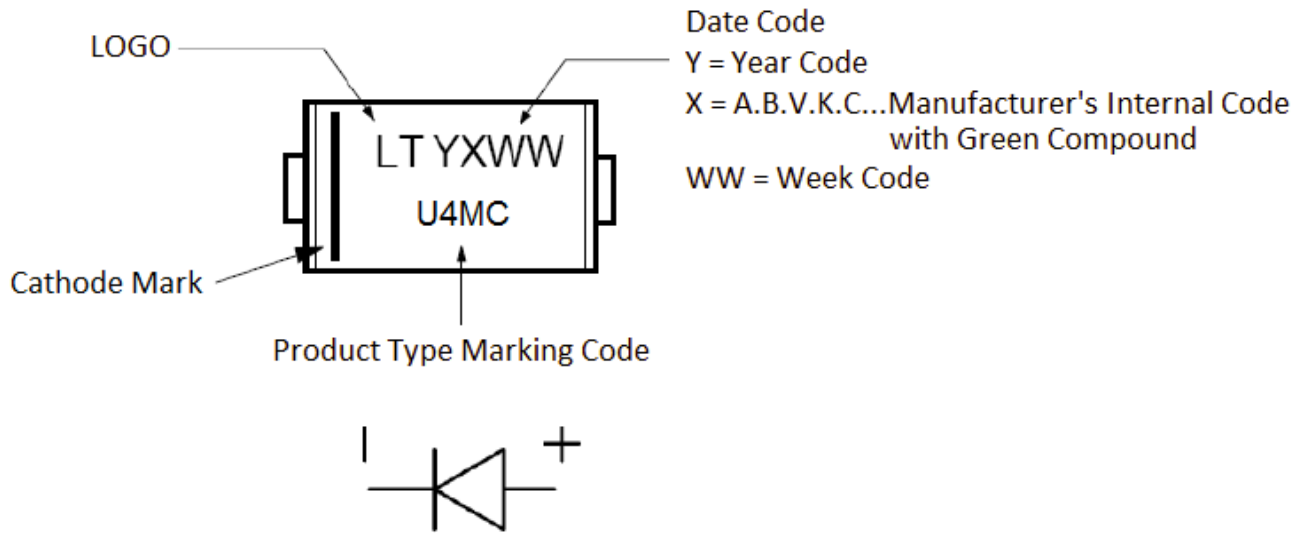 LOGO
Date Code
Y = Year Code
X = A.B.V.K.C...Manufacturer's Internal Code
with Green Compound
WW = Week Code
LT YXWW
U4MC
Cathode Mark
Product Type Marking Code
- +